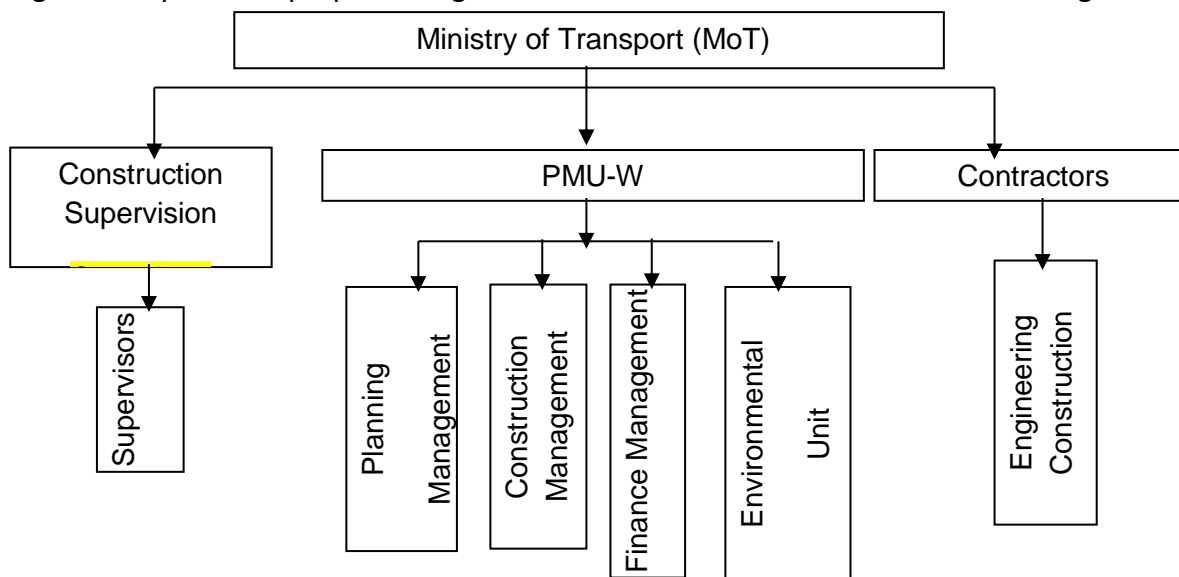 Ministry of Transport (MoT)
Construction
Supervision
PMU-W
Contractors
Supervisors
Planning
Management
Construction
Management
Finance Management
Environmental
Unit
Engineering
Construction